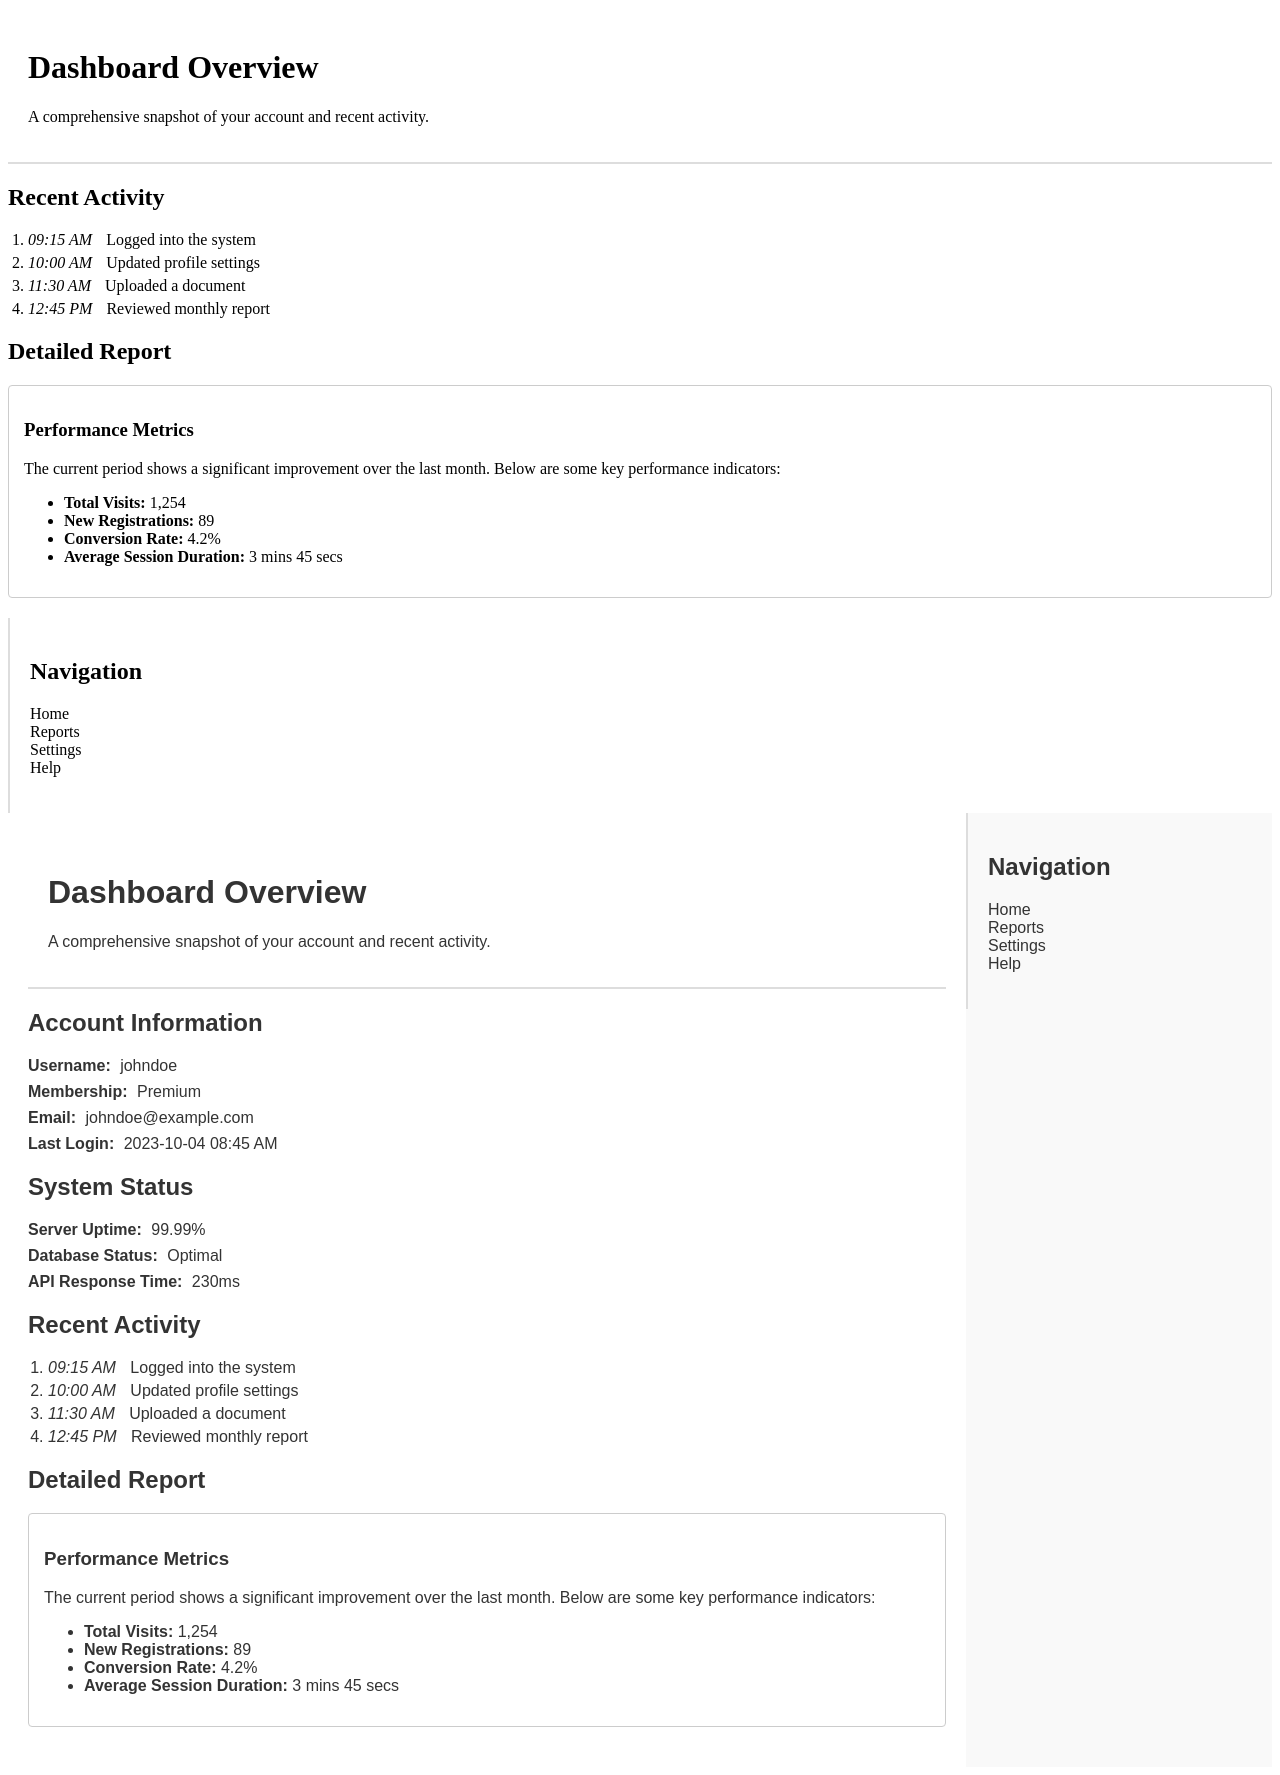 Dashboard Overview
A comprehensive snapshot of your account and recent activity.
Recent Activity
1. 09:15 AM Logged into the system
2. 10:00 AM Updated profile settings
3. 11:30 AM Uploaded a document
4. 12:45 PM Reviewed monthly report
Detailed Report
Performance Metrics
The current period shows a significant improvement over the last month. Below are some key performance indicators:
• Total Visits: 1,254
• New Registrations: 89
• Conversion Rate: 4.2%
• Average Session Duration: 3 mins 45 secs
Navigation
Home
Reports
Settings
Help
Dashboard Overview
A comprehensive snapshot of your account and recent activity.
Account Information
Username: johndoe
Membership: Premium
Email: johndoe@example.com
Last Login: 2023-10-04 08:45 AM
System Status
Server Uptime: 99.99%
Database Status: Optimal
API Response Time: 230ms
Recent Activity
1. 09:15 AM Logged into the system
2. 10:00 AM Updated profile settings
3. 11:30 AM Uploaded a document
4. 12:45 PM Reviewed monthly report
Detailed Report
Performance Metrics
The current period shows a significant improvement over the last month. Below are some key performance indicators:
• Total Visits: 1,254
• New Registrations: 89
• Conversion Rate: 4.2%
• Average Session Duration: 3 mins 45 secs
Navigation
Home
Reports
Settings
Help